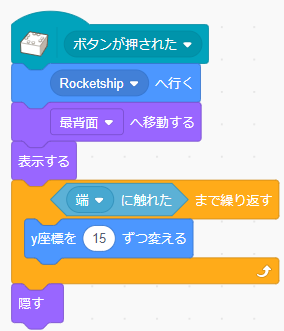 ボタンが押された
Rocketship へ行く
最背面 へ移動する
表示する
端 に触れた まで繰り返す
y座標を 15 ずつ変える
隠す